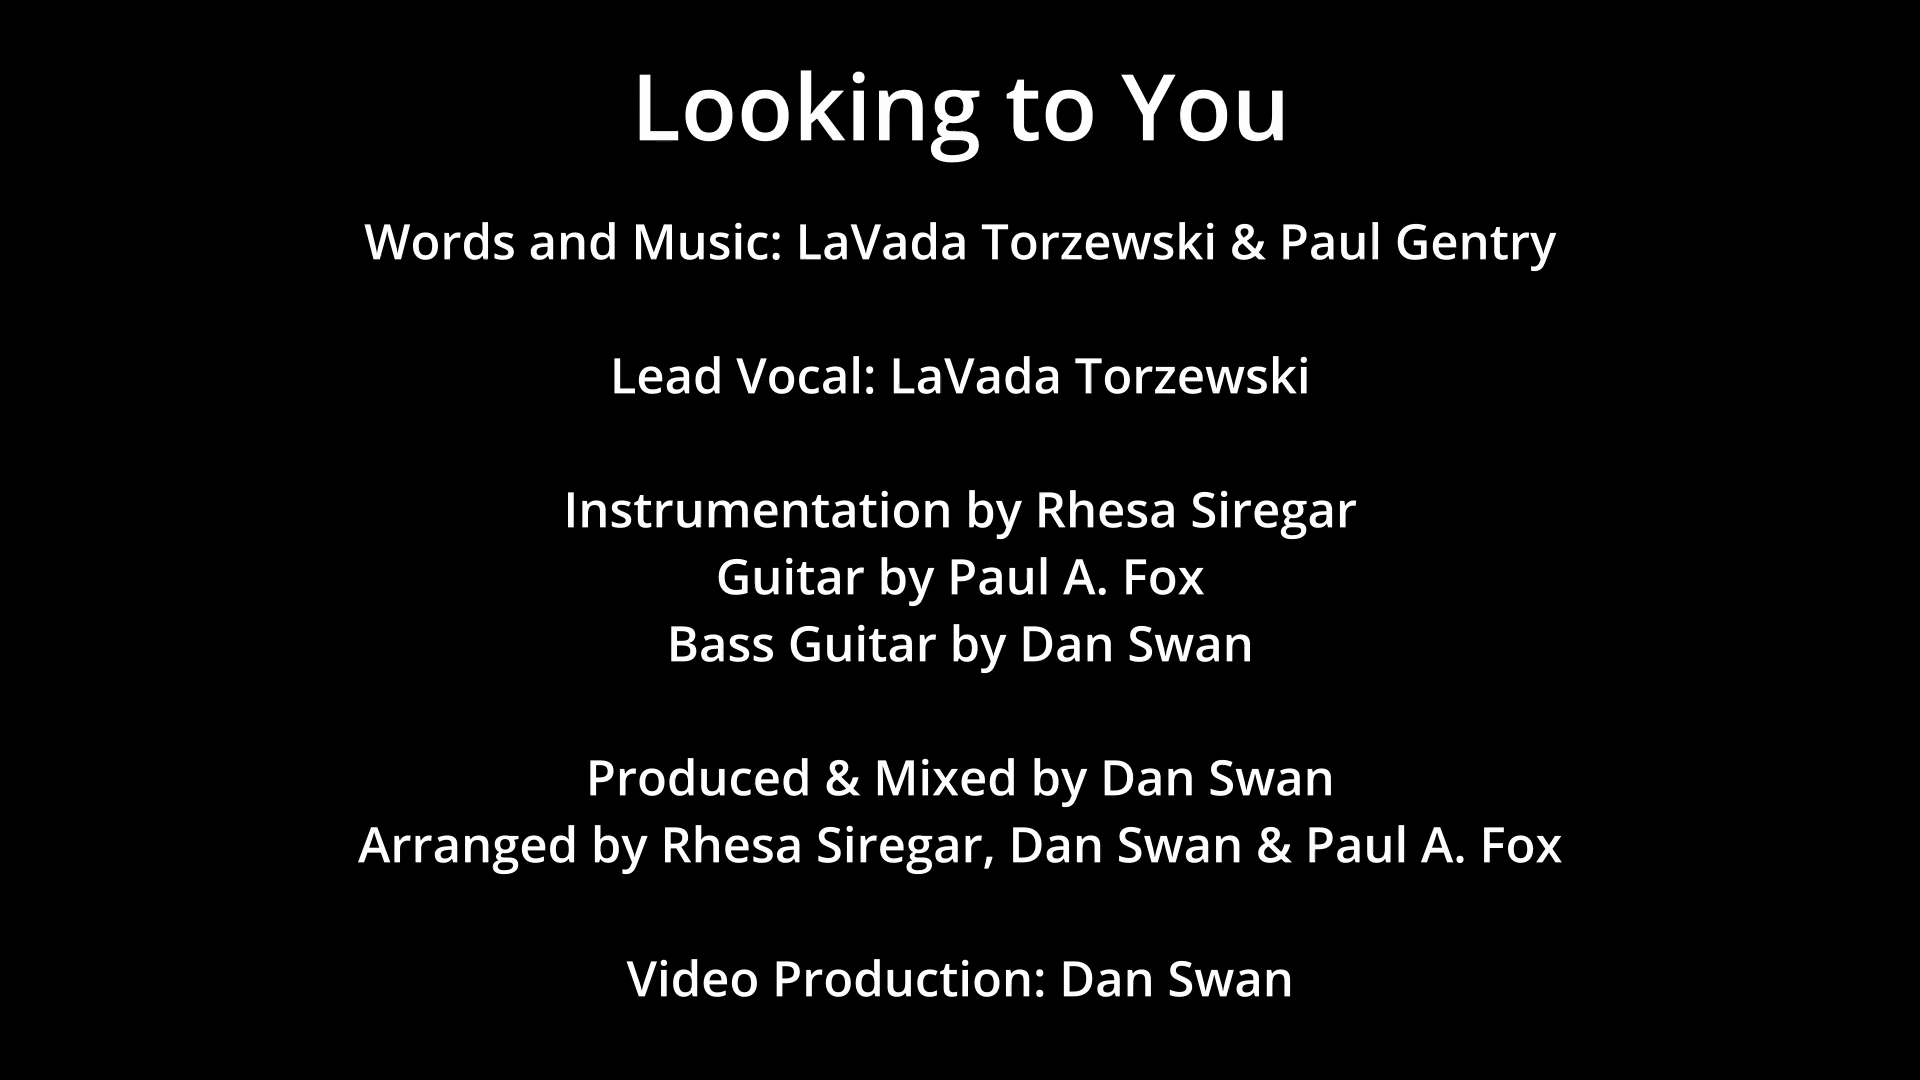 Looking to You
Words and Music: LaVada Torzewski & Paul Gentry
Lead Vocal: LaVada Torzewski
Instrumentation by Rhesa Siregar
Guitar by Paul A. Fox
Bass Guitar by Dan Swan
Produced & Mixed by Dan Swan
Arranged by Rhesa Siregar, Dan Swan & Paul A. Fox
Video Production: Dan Swan